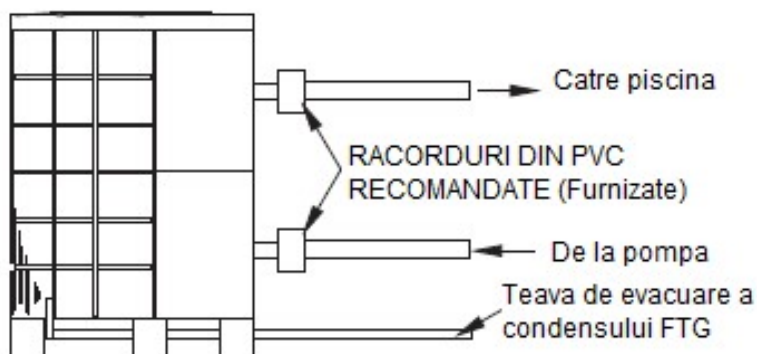 Catre piscina
RACORDURI DIN PVC
RECOMANDATE (Furnizate)
De la pompa
Teava de evacuare a
condensului FTG